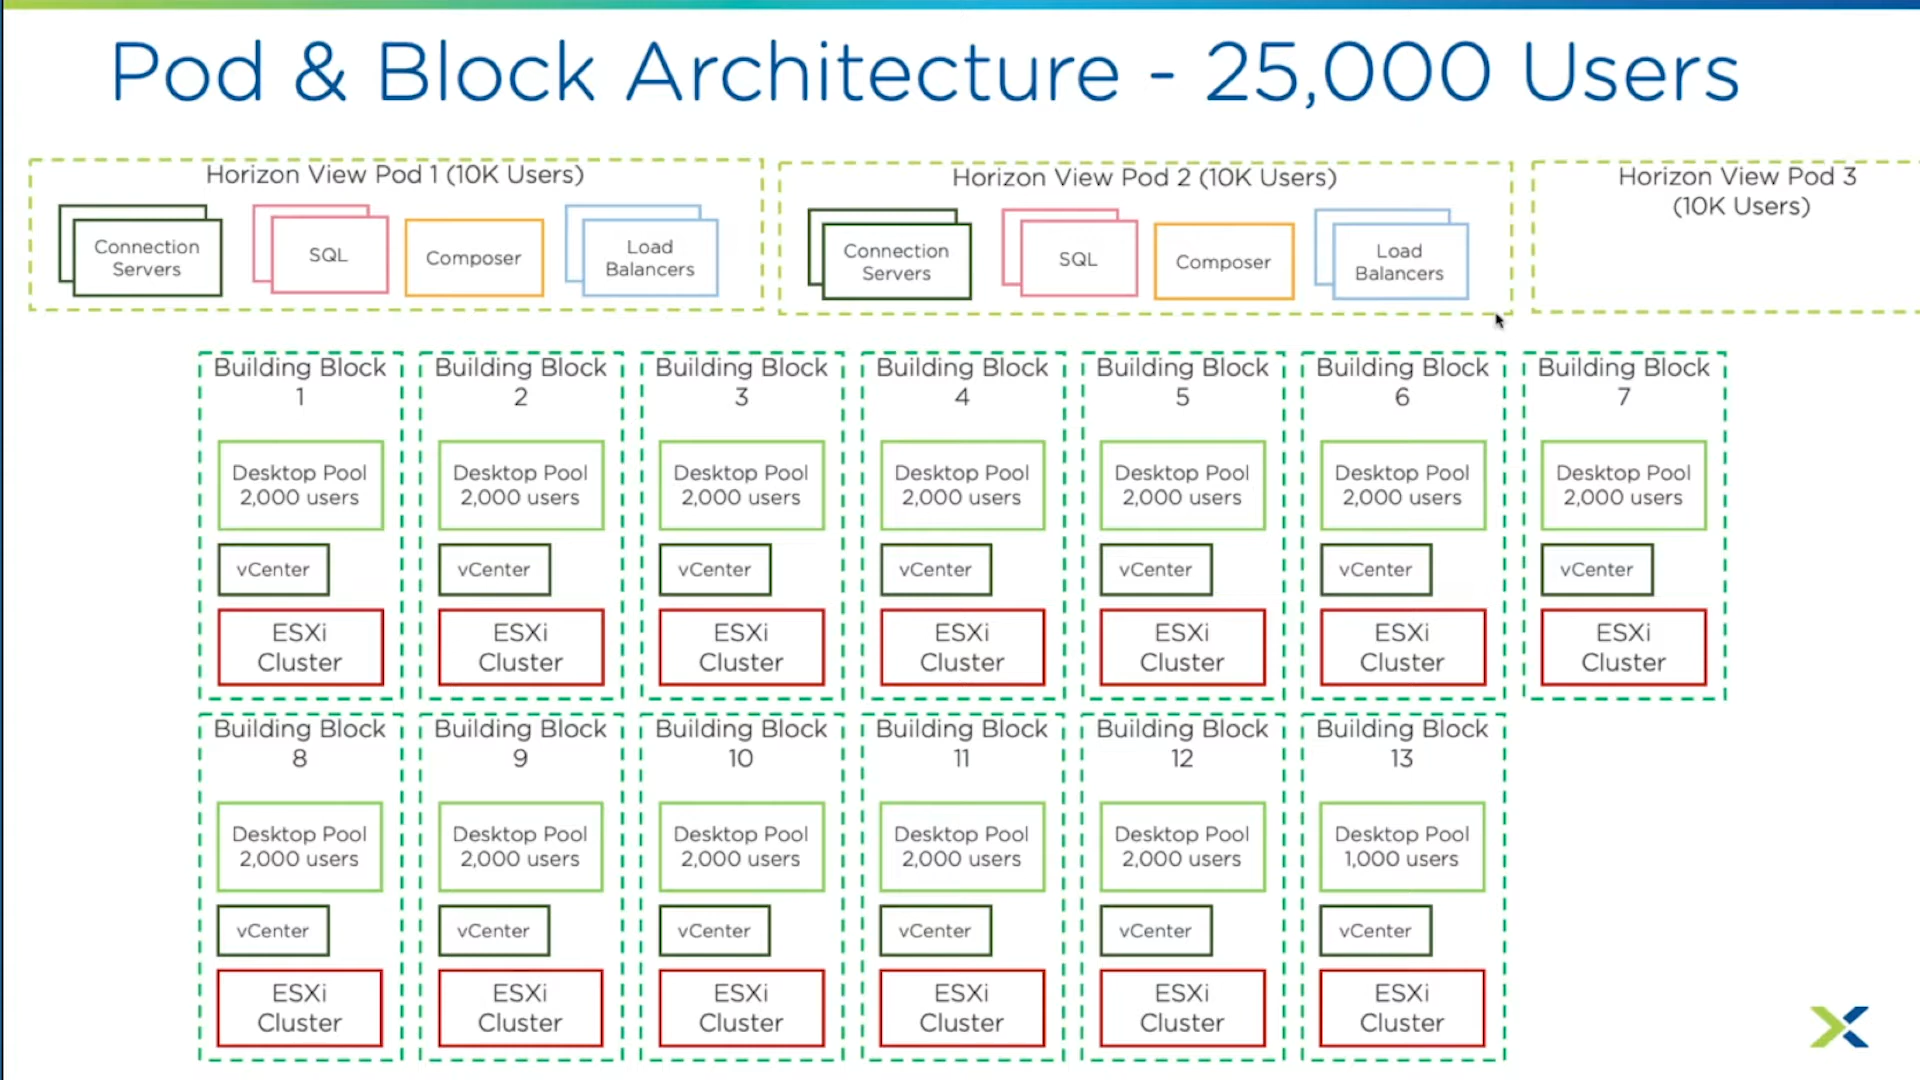 Pod & Block Architecture - 25,000 Users
Horizon View Pod 1 (10K Users)
Connection
Servers
SQL
Composer
Load
Balancers
Horizon View Pod 2 (10K Users)
Connection
Servers
SQL
Composer
Load
Balancers
Horizon View Pod 3
(10K Users)
Building Block
1
Desktop Pool
2,000 users
vCenter
ESXi
Cluster
Building Block
2
Desktop Pool
2,000 users
vCenter
ESXi
Cluster
Building Block
3
Desktop Pool
2,000 users
vCenter
ESXi
Cluster
Building Block
4
Desktop Pool
2,000 users
vCenter
ESXi
Cluster
Building Block
5
Desktop Pool
2,000 users
vCenter
ESXi
Cluster
Building Block
6
Desktop Pool
2,000 users
vCenter
ESXi
Cluster
Building Block
7
Desktop Pool
2,000 users
vCenter
ESXi
Cluster
Building Block
8
Desktop Pool
2,000 users
vCenter
ESXi
Cluster
Building Block
9
Desktop Pool
2,000 users
vCenter
ESXi
Cluster
Building Block
10
Desktop Pool
2,000 users
vCenter
ESXi
Cluster
Building Block
11
Desktop Pool
2,000 users
vCenter
ESXi
Cluster
Building Block
12
Desktop Pool
2,000 users
vCenter
ESXi
Cluster
Building Block
13
Desktop Pool
1,000 users
vCenter
ESXi
Cluster